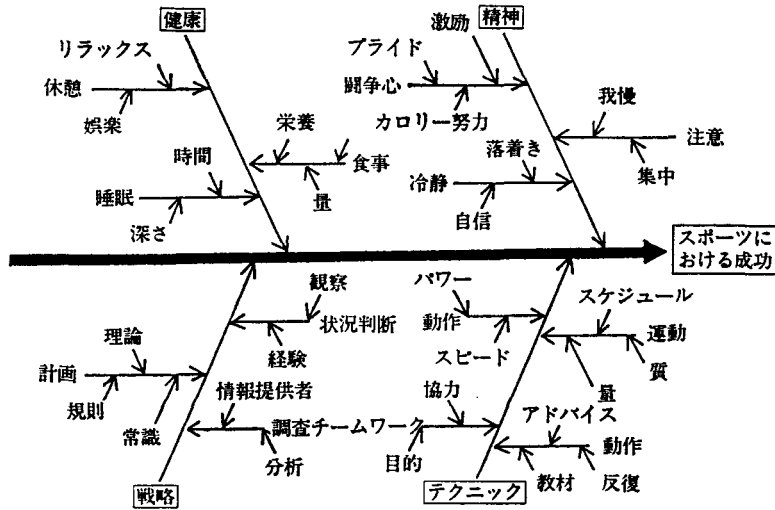 健康
リラックス
休憩
娯楽
栄養
時間
食事
量
睡眠
深さ
精神
激励
プライド
闘争心
カロリー努力
我慢
注意
集中
落着き
冷静
自信
スポーツに
おける成功
観察
状況判断
経験
理論
計画
規則
常識
情報提供者
調査
分析
戦略
パワー
動作
スピード
スケジュール
運動
質
量
協力
チームワーク
目的
アドバイス
動作
教材
反復
テクニック